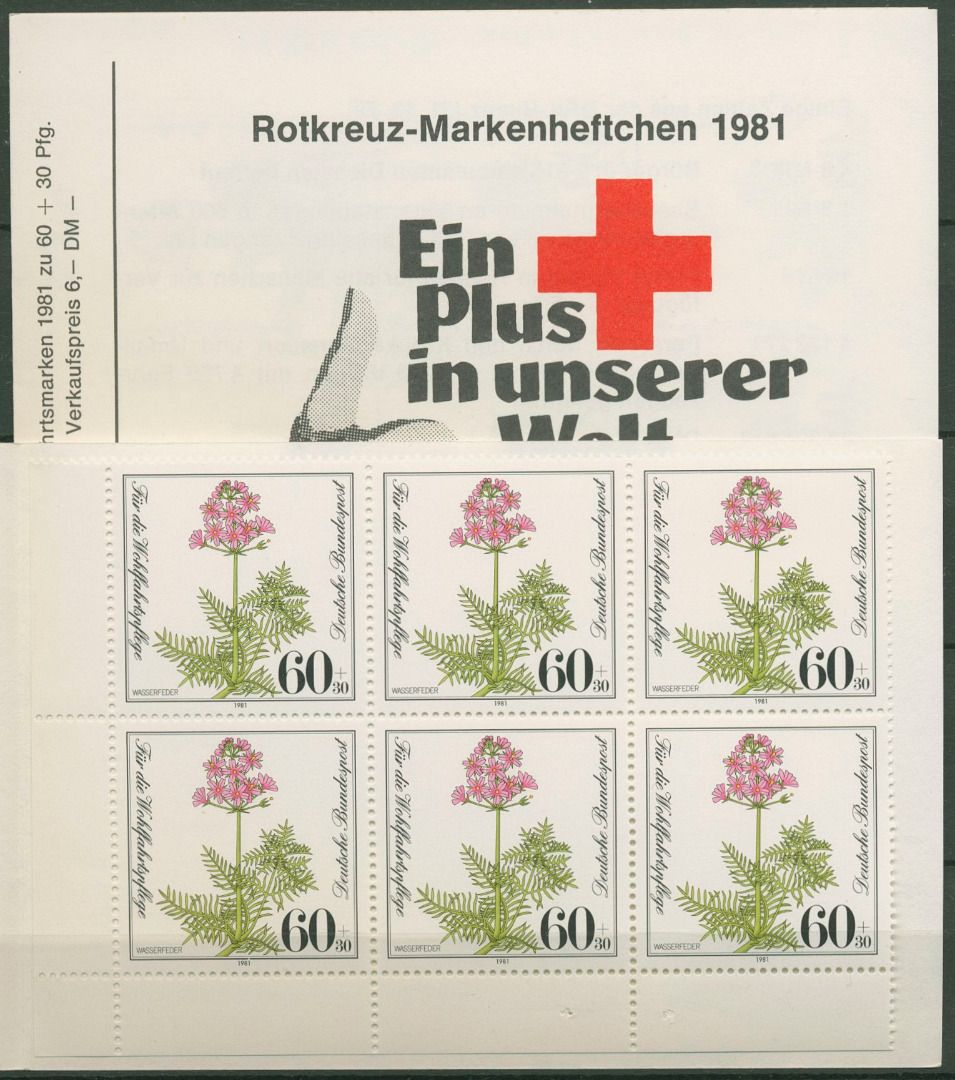 Rotkreuz-Markenheftchen 1981
Ein
Plus
in unserer
Welt
hrtsmarken 1981 zu 60 + 30 Pfg.
Verkaufspreis 6,– DM –
Für die Wohlfahrtspflege
Deutsche Bundespost
WASSERFEDER
60 + 30
1981
Für die Wohlfahrtspflege
Deutsche Bundespost
WASSERFEDER
60 + 30
1981
Für die Wohlfahrtspflege
Deutsche Bundespost
WASSERFEDER
60 + 30
1981
Für die Wohlfahrtspflege
Deutsche Bundespost
WASSERFEDER
60 + 30
1981
Für die Wohlfahrtspflege
Deutsche Bundespost
WASSERFEDER
60 + 30
1981
Für die Wohlfahrtspflege
Deutsche Bundespost
WASSERFEDER
60 + 30
1981